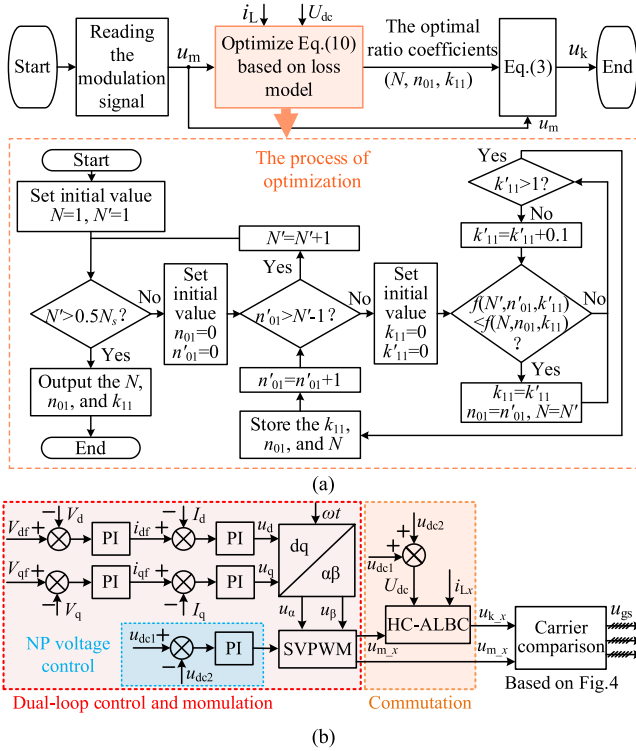 Start
Reading
the
modulation
signal
u_m
i_L
U_dc
Optimize Eq.(10)
based on loss
model
The optimal
ratio coefficients
(N, n_01, k_11)
Eq.(3)
u_m
u_k
End
The process of
optimization
Start
Set initial value
N=1, N'=1
N'>0.5N_s?
No
Yes
Output the N,
n_01, and k_11
End
Set
initial
value
n_01=0
n'_01=0
N'=N'+1
Yes
n'_01>N'-1?
No
n'_01=n'_01+1
Store the k_11,
n_01, and N
Set
initial
value
k_11=0
k'_11=0
Yes
k'_11>1?
No
k'_11=k'_11+0.1
f(N',n'_01,k'_11)
<f(N,n_01,k_11)
?
No
Yes
k_11=k'_11
n_01=n'_01, N=N'
(a)
V_df
+
−
V_d
PI
i_df
+
−
I_d
PI
u_d
ωt
dq
αβ
V_qf
+
−
V_q
PI
i_qf
+
−
I_q
PI
u_q
u_α
u_β
NP voltage
control
u_dc1
+
−
u_dc2
PI
SVPWM
u_m_x
Dual-loop control and momulation
u_dc2
+
u_dc1
+
U_dc
i_Lx
HC-ALBC
Commutation
u_k_x
u_m_x
Carrier
comparison
u_gs
Based on Fig.4
(b)